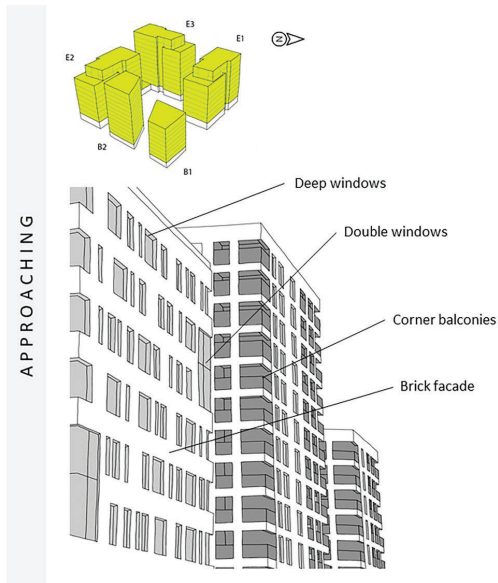 E3
E1
E2
B2
B1
N
APPROACHING
Deep windows
Double windows
Corner balconies
Brick facade